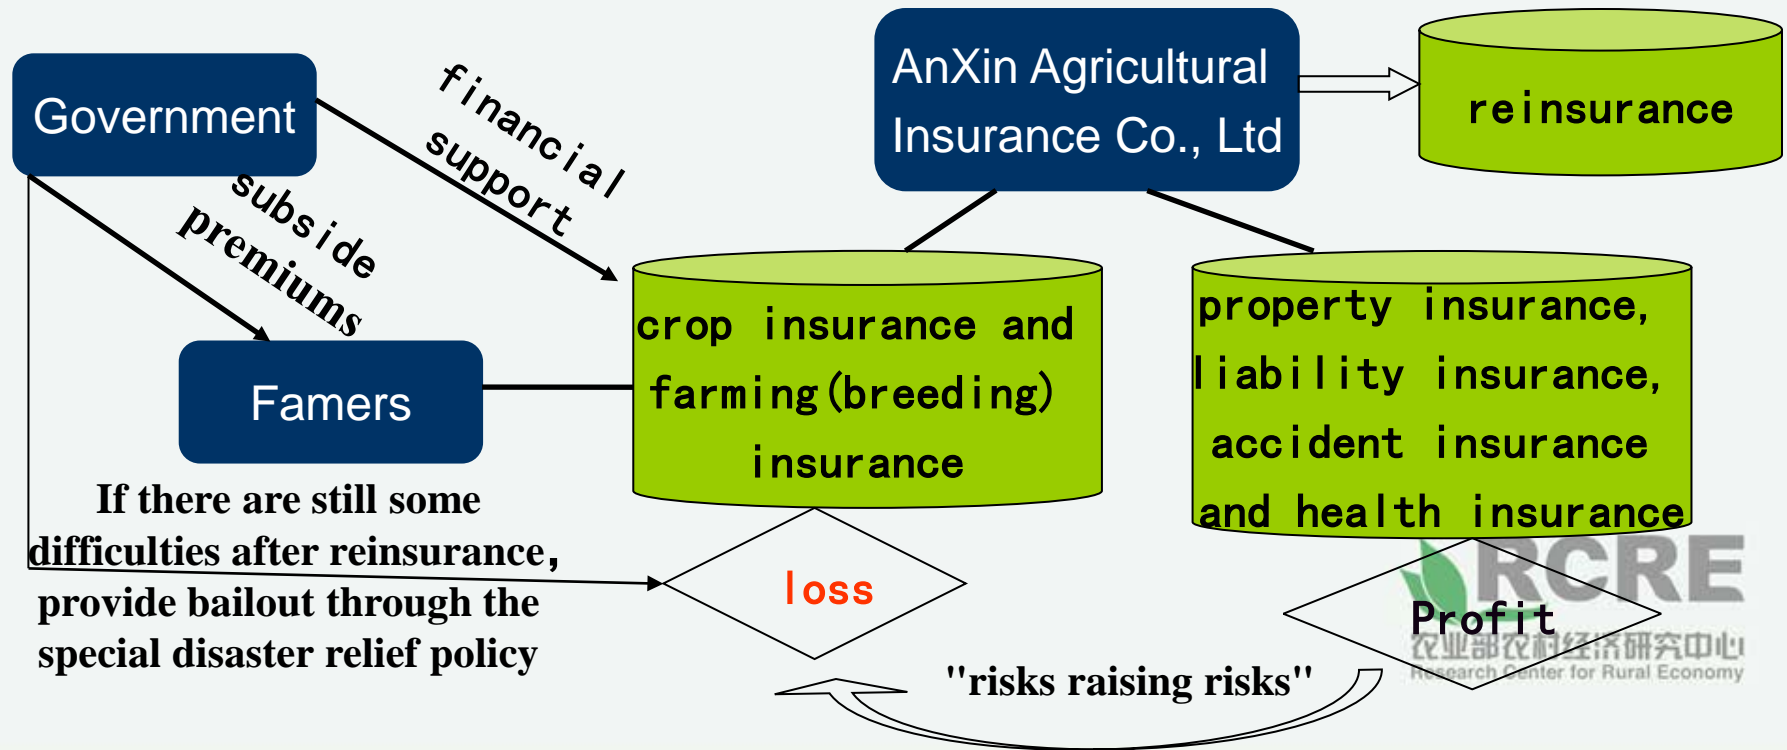 Government
financial
support
subside
premiums
AnXin Agricultural
Insurance Co., Ltd
reinsurance
Famers
crop insurance and
farming(breeding)
insurance
property insurance,
liability insurance,
accident insurance
and health insurance
If there are still some
difficulties after reinsurance,
provide bailout through the
special disaster relief policy
loss
Profit
"risks raising risks"
RCRE
农业部农村经济研究中心
Research Center for Rural Economy